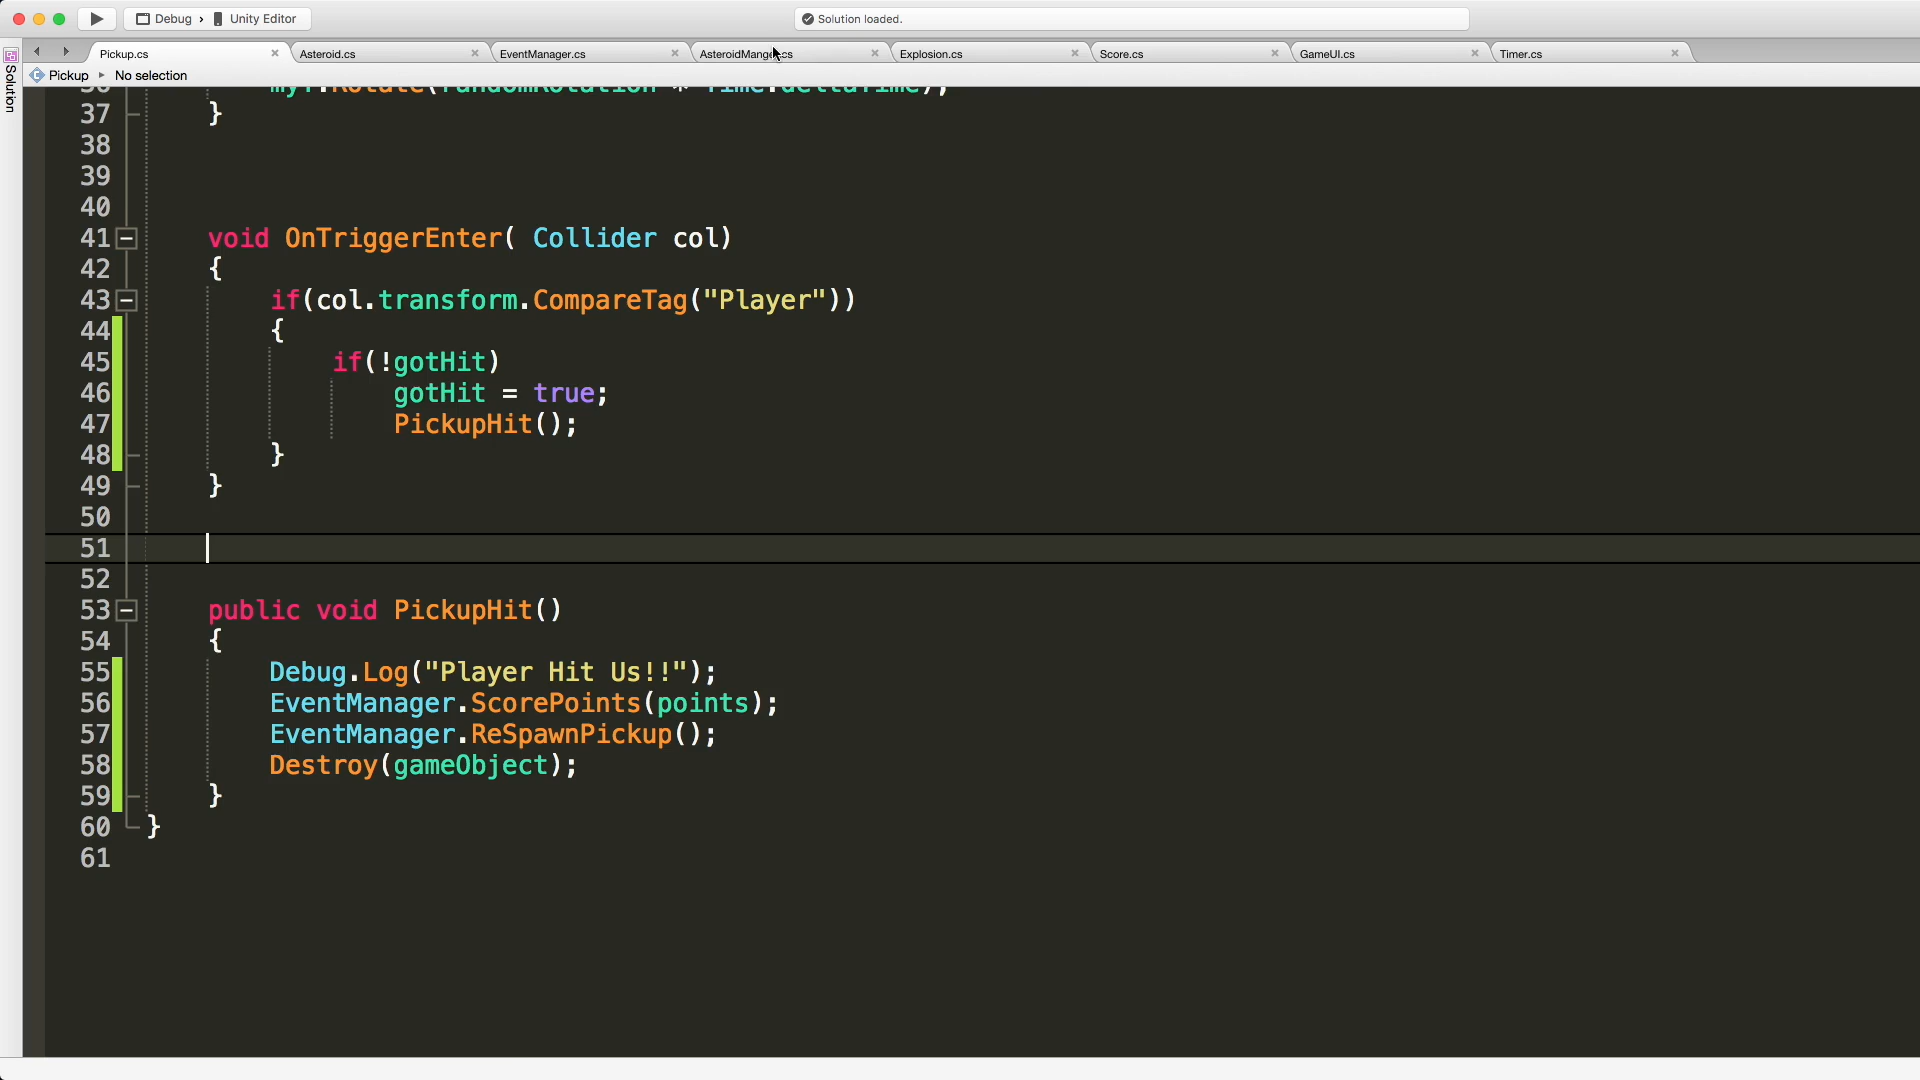 Debug › Unity Editor
Solution loaded.
Pickup.cs
Asteroid.cs
EventManager.cs
Explosion.cs
Score.cs
GameUI.cs
Timer.cs
Solution
Pickup ▸ No selection
37 }
38
39
40
41 void OnTriggerEnter( Collider col)
42 {
43 if(col.transform.CompareTag("Player"))
44 {
45 if(!gotHit)
46 gotHit = true;
47 PickupHit();
48 }
49 }
50
51
52
53 public void PickupHit()
54 {
55 Debug.Log("Player Hit Us!!");
56 EventManager.ScorePoints(points);
57 EventManager.ReSpawnPickup();
58 Destroy(gameObject);
59 }
60 }
61